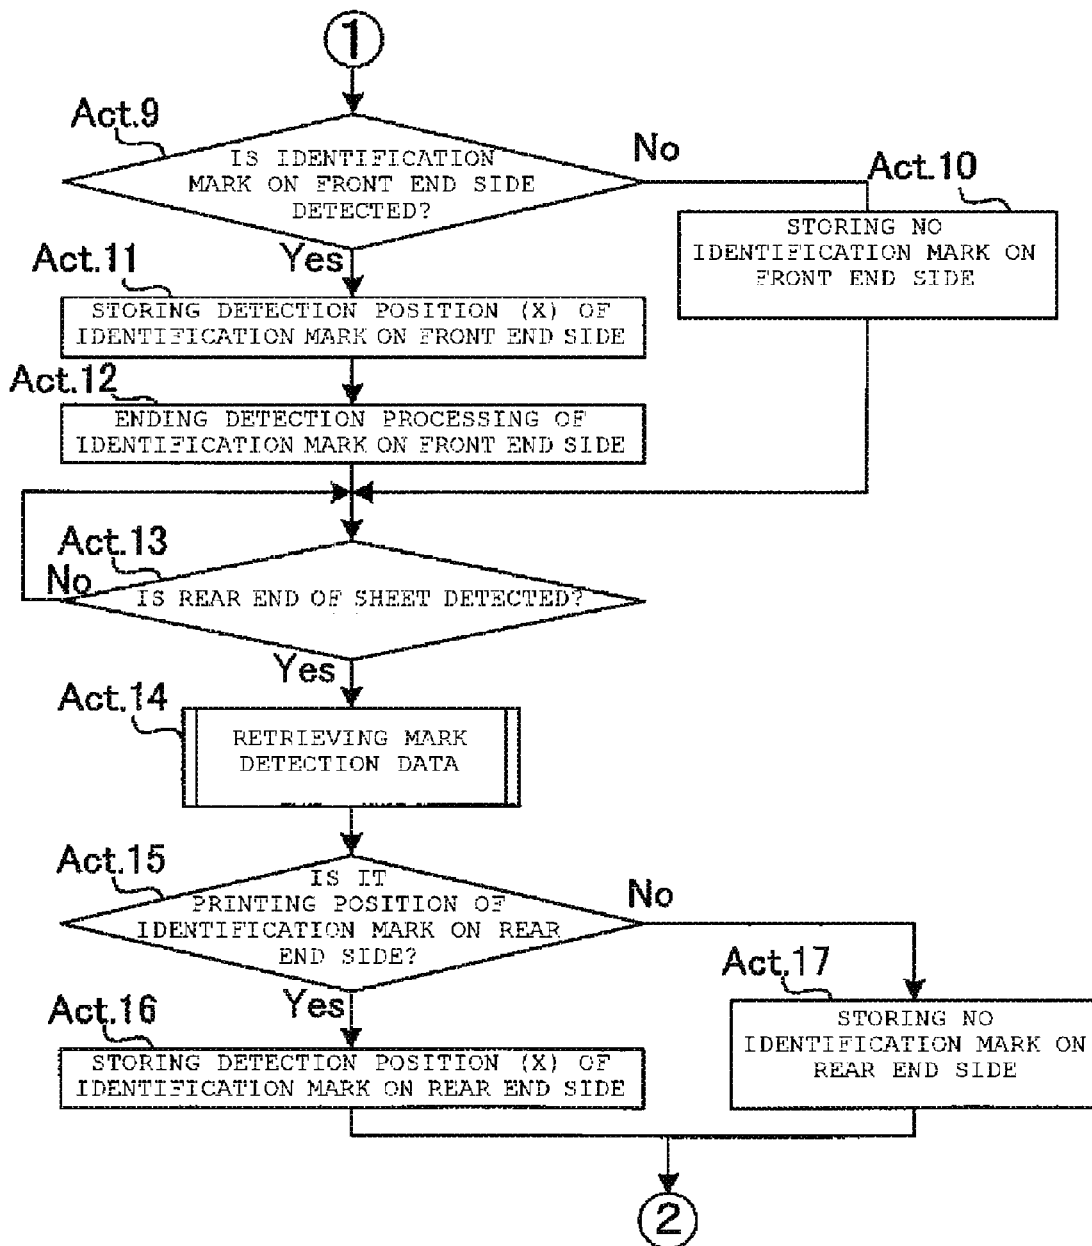 1
Act.9
IS IDENTIFICATION
MARK ON FRONT END SIDE
DETECTED?
No
Act.10
STORING NO
IDENTIFICATION MARK ON
FRONT END SIDE
Yes
Act.11
STORING DETECTION POSITION (X) OF
IDENTIFICATION MARK ON FRONT END SIDE
Act.12
ENDING DETECTION PROCESSING OF
IDENTIFICATION MARK ON FRONT END SIDE
Act.13
No
IS REAR END OF SHEET DETECTED?
Yes
Act.14
RETRIEVING MARK
DETECTION DATA
Act.15
IS IT
PRINTING POSITION OF
IDENTIFICATION MARK ON REAR
END SIDE?
No
Act.17
STORING NO
IDENTIFICATION MARK ON
REAR END SIDE
Yes
Act.16
STORING DETECTION POSITION (X) OF
IDENTIFICATION MARK ON REAR END SIDE
2